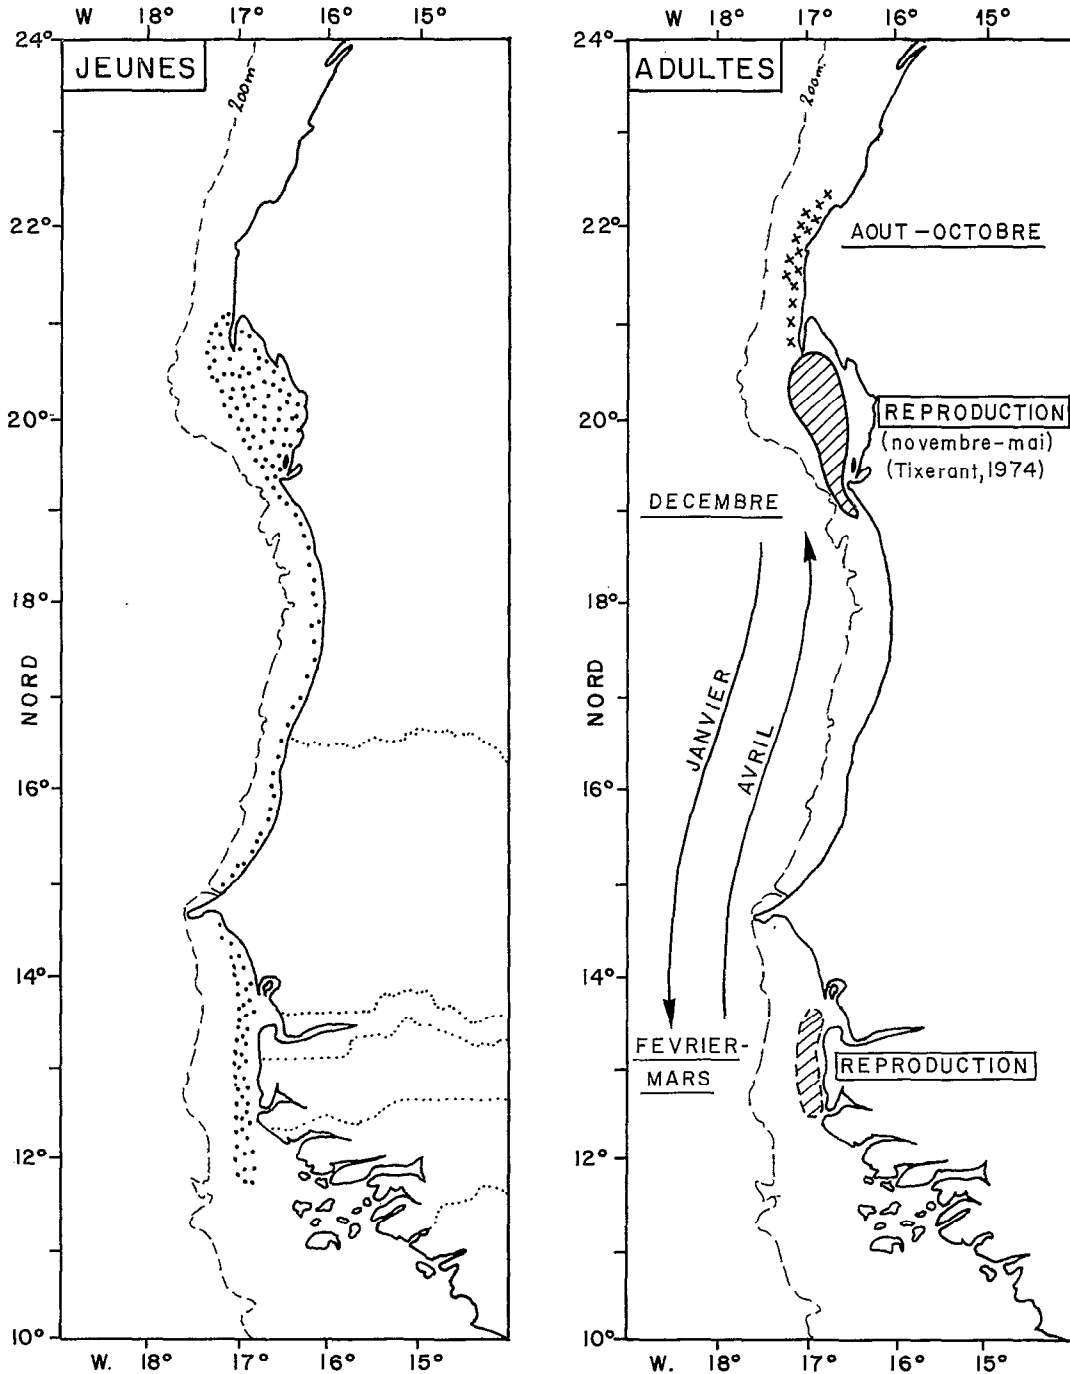 W 18° 17° 16° 15°
24°
JEUNES
200m
22°
20°
18°
NORD
16°
14°
12°
10°
W. 18° 17° 16° 15°
W 18° 17° 16° 15°
24°
ADULTES
200m.
22°
AOUT-OCTOBRE
20°
REPRODUCTION
(novembre-mai)
(Tixerant, 1974)
DECEMBRE
18°
NORD
JANVIER
AVRIL
16°
14°
FEVRIER-
MARS
REPRODUCTION
12°
10°
W. 18° 17° 16° 15°